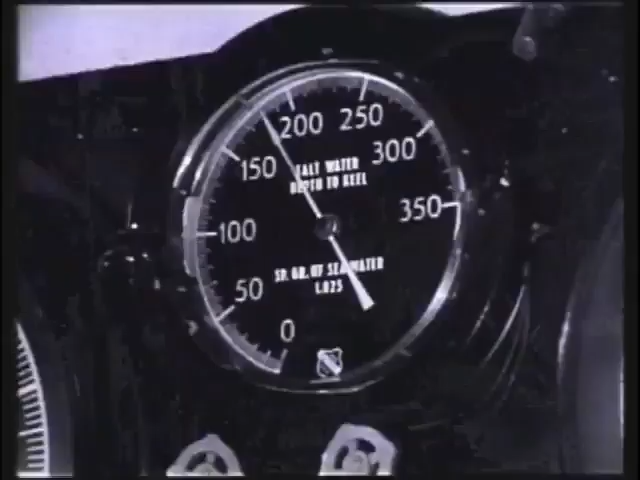 200 250
150 300
SALT WATER
DEPTH TO KEEL
350
100
SP. GR. OF SEA WATER
1.025
50
0